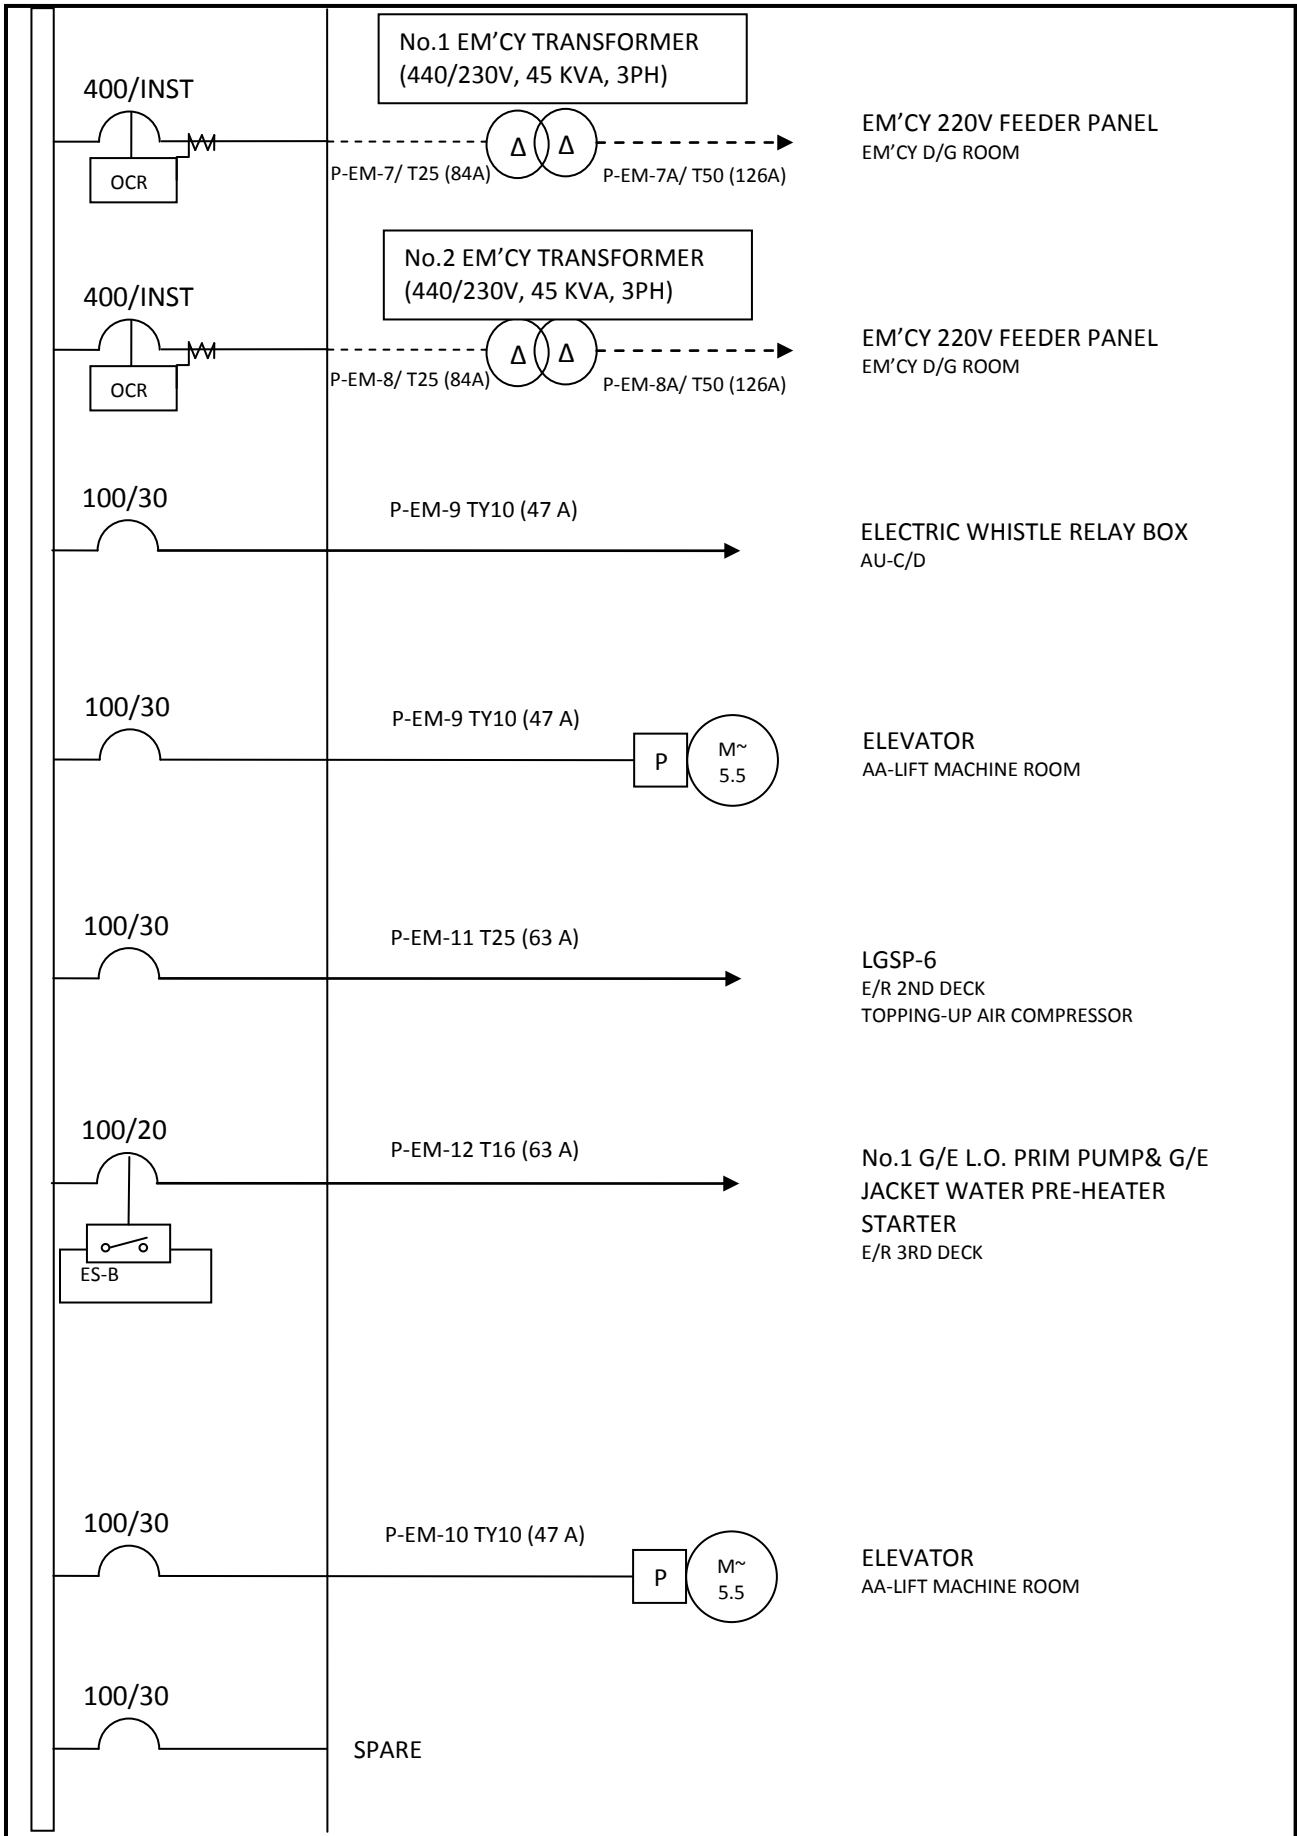 No.1 EM’CY TRANSFORMER
(440/230V, 45 KVA, 3PH)
400/INST
Δ Δ
OCR
P-EM-7/ T25 (84A)
P-EM-7A/ T50 (126A)
EM’CY 220V FEEDER PANEL
EM’CY D/G ROOM
No.2 EM’CY TRANSFORMER
(440/230V, 45 KVA, 3PH)
400/INST
Δ Δ
OCR
P-EM-8/ T25 (84A)
P-EM-8A/ T50 (126A)
EM’CY 220V FEEDER PANEL
EM’CY D/G ROOM
100/30
P-EM-9 TY10 (47 A)
ELECTRIC WHISTLE RELAY BOX
AU-C/D
100/30
P-EM-9 TY10 (47 A)
P
M~
5.5
ELEVATOR
AA-LIFT MACHINE ROOM
100/30
P-EM-11 T25 (63 A)
LGSP-6
E/R 2ND DECK
TOPPING-UP AIR COMPRESSOR
100/20
P-EM-12 T16 (63 A)
ES-B
No.1 G/E L.O. PRIM PUMP& G/E
JACKET WATER PRE-HEATER
STARTER
E/R 3RD DECK
100/30
P-EM-10 TY10 (47 A)
P
M~
5.5
ELEVATOR
AA-LIFT MACHINE ROOM
100/30
SPARE